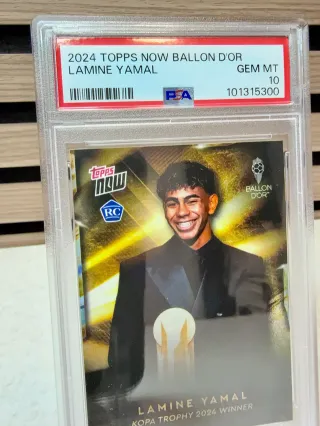 2024 TOPPS NOW BALLON D'OR
LAMINE YAMAL GEM MT
10
PSA 101315300
TOPPS NOW
RC
BALLON D'OR
LAMINE YAMAL
KOPA TROPHY 2024 WINNER